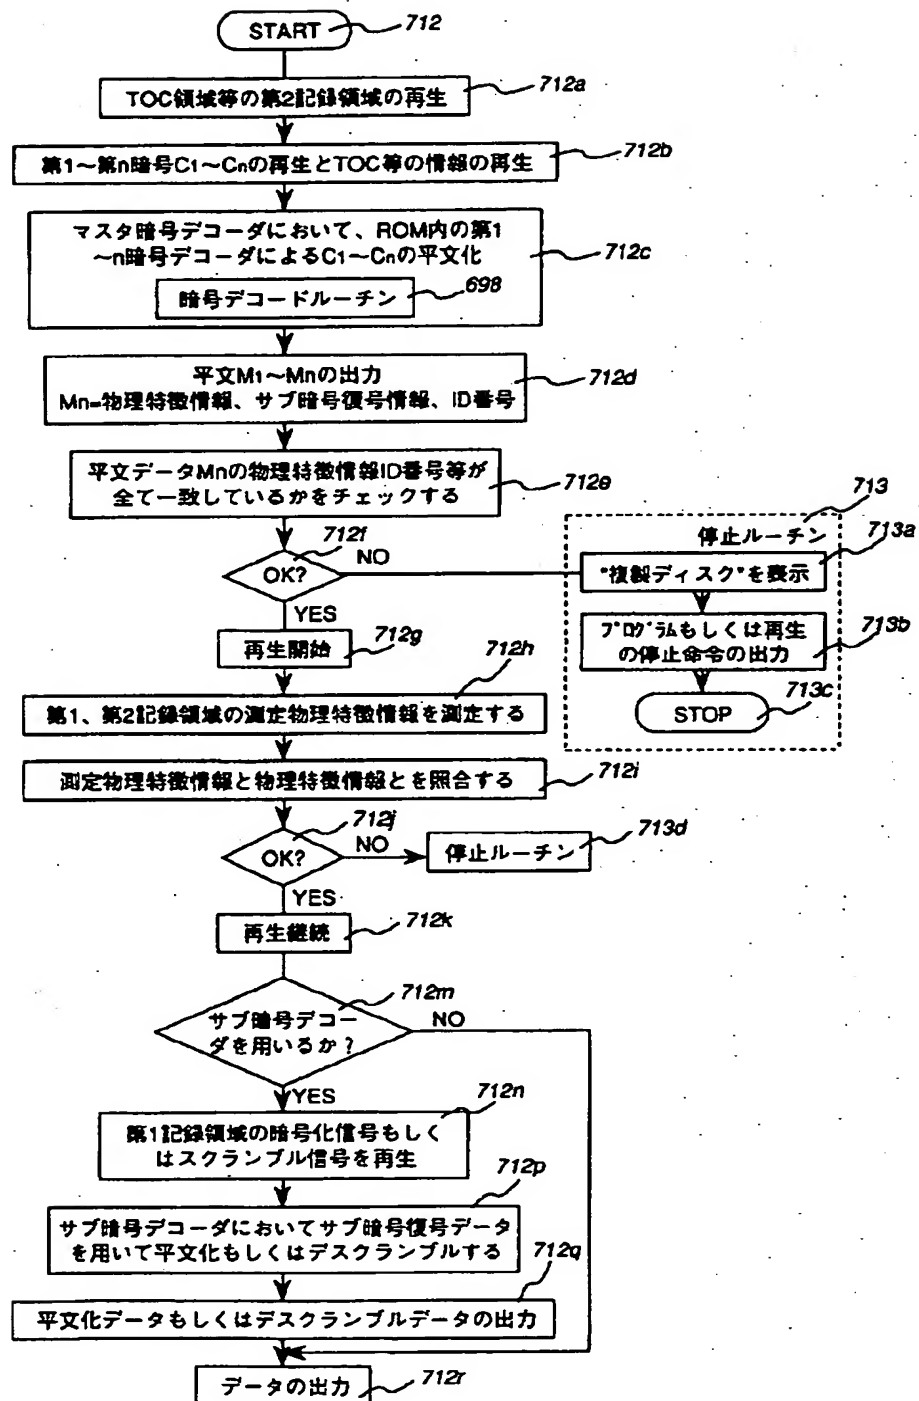 START
712
TOC領域等の第2記録領域の再生
712a
第1～第n暗号C1～Cnの再生とTOC等の情報の再生
712b
マスタ暗号デコーダにおいて、ROM内の第1
～n暗号デコーダによるC1～Cnの平文化
712c
暗号デコードルーチン
698
平文M1～Mnの出力
Mn=物理特徴情報、サブ暗号復号情報、ID番号
712d
平文データMnの物理特徴情報ID番号等が
全て一致しているかをチェックする
712e
712f
OK?
NO
YES
713
停止ルーチン
713a
"複製ディスク"を表示
プログラムもしくは再生
の停止命令の出力
713b
STOP
713c
再生開始
712g
712h
第1、第2記録領域の測定物理特徴情報を測定する
測定物理特徴情報と物理特徴情報とを照合する
712i
712j
OK?
NO
停止ルーチン
713d
YES
再生継続
712k
712m
サブ暗号デコー
ダを用いるか？
NO
YES
712n
第1記録領域の暗号化信号もしく
はスクランブル信号を再生
712p
サブ暗号デコーダにおいてサブ暗号復号データ
を用いて平文化もしくはデスクランブルする
712q
平文化データもしくはデスクランブルデータの出力
データの出力
712r